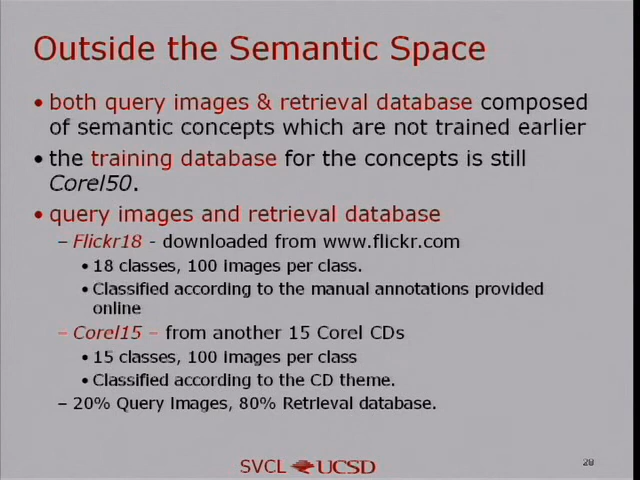 Outside the Semantic Space
• both query images & retrieval database composed
of semantic concepts which are not trained earlier
• the training database for the concepts is still
Corel50.
• query images and retrieval database
– Flickr18 - downloaded from www.flickr.com
• 18 classes, 100 images per class.
• Classified according to the manual annotations provided
online
– Corel15 – from another 15 Corel CDs
• 15 classes, 100 images per class
• Classified according to the CD theme.
– 20% Query Images, 80% Retrieval database.
SVCL UCSD
28